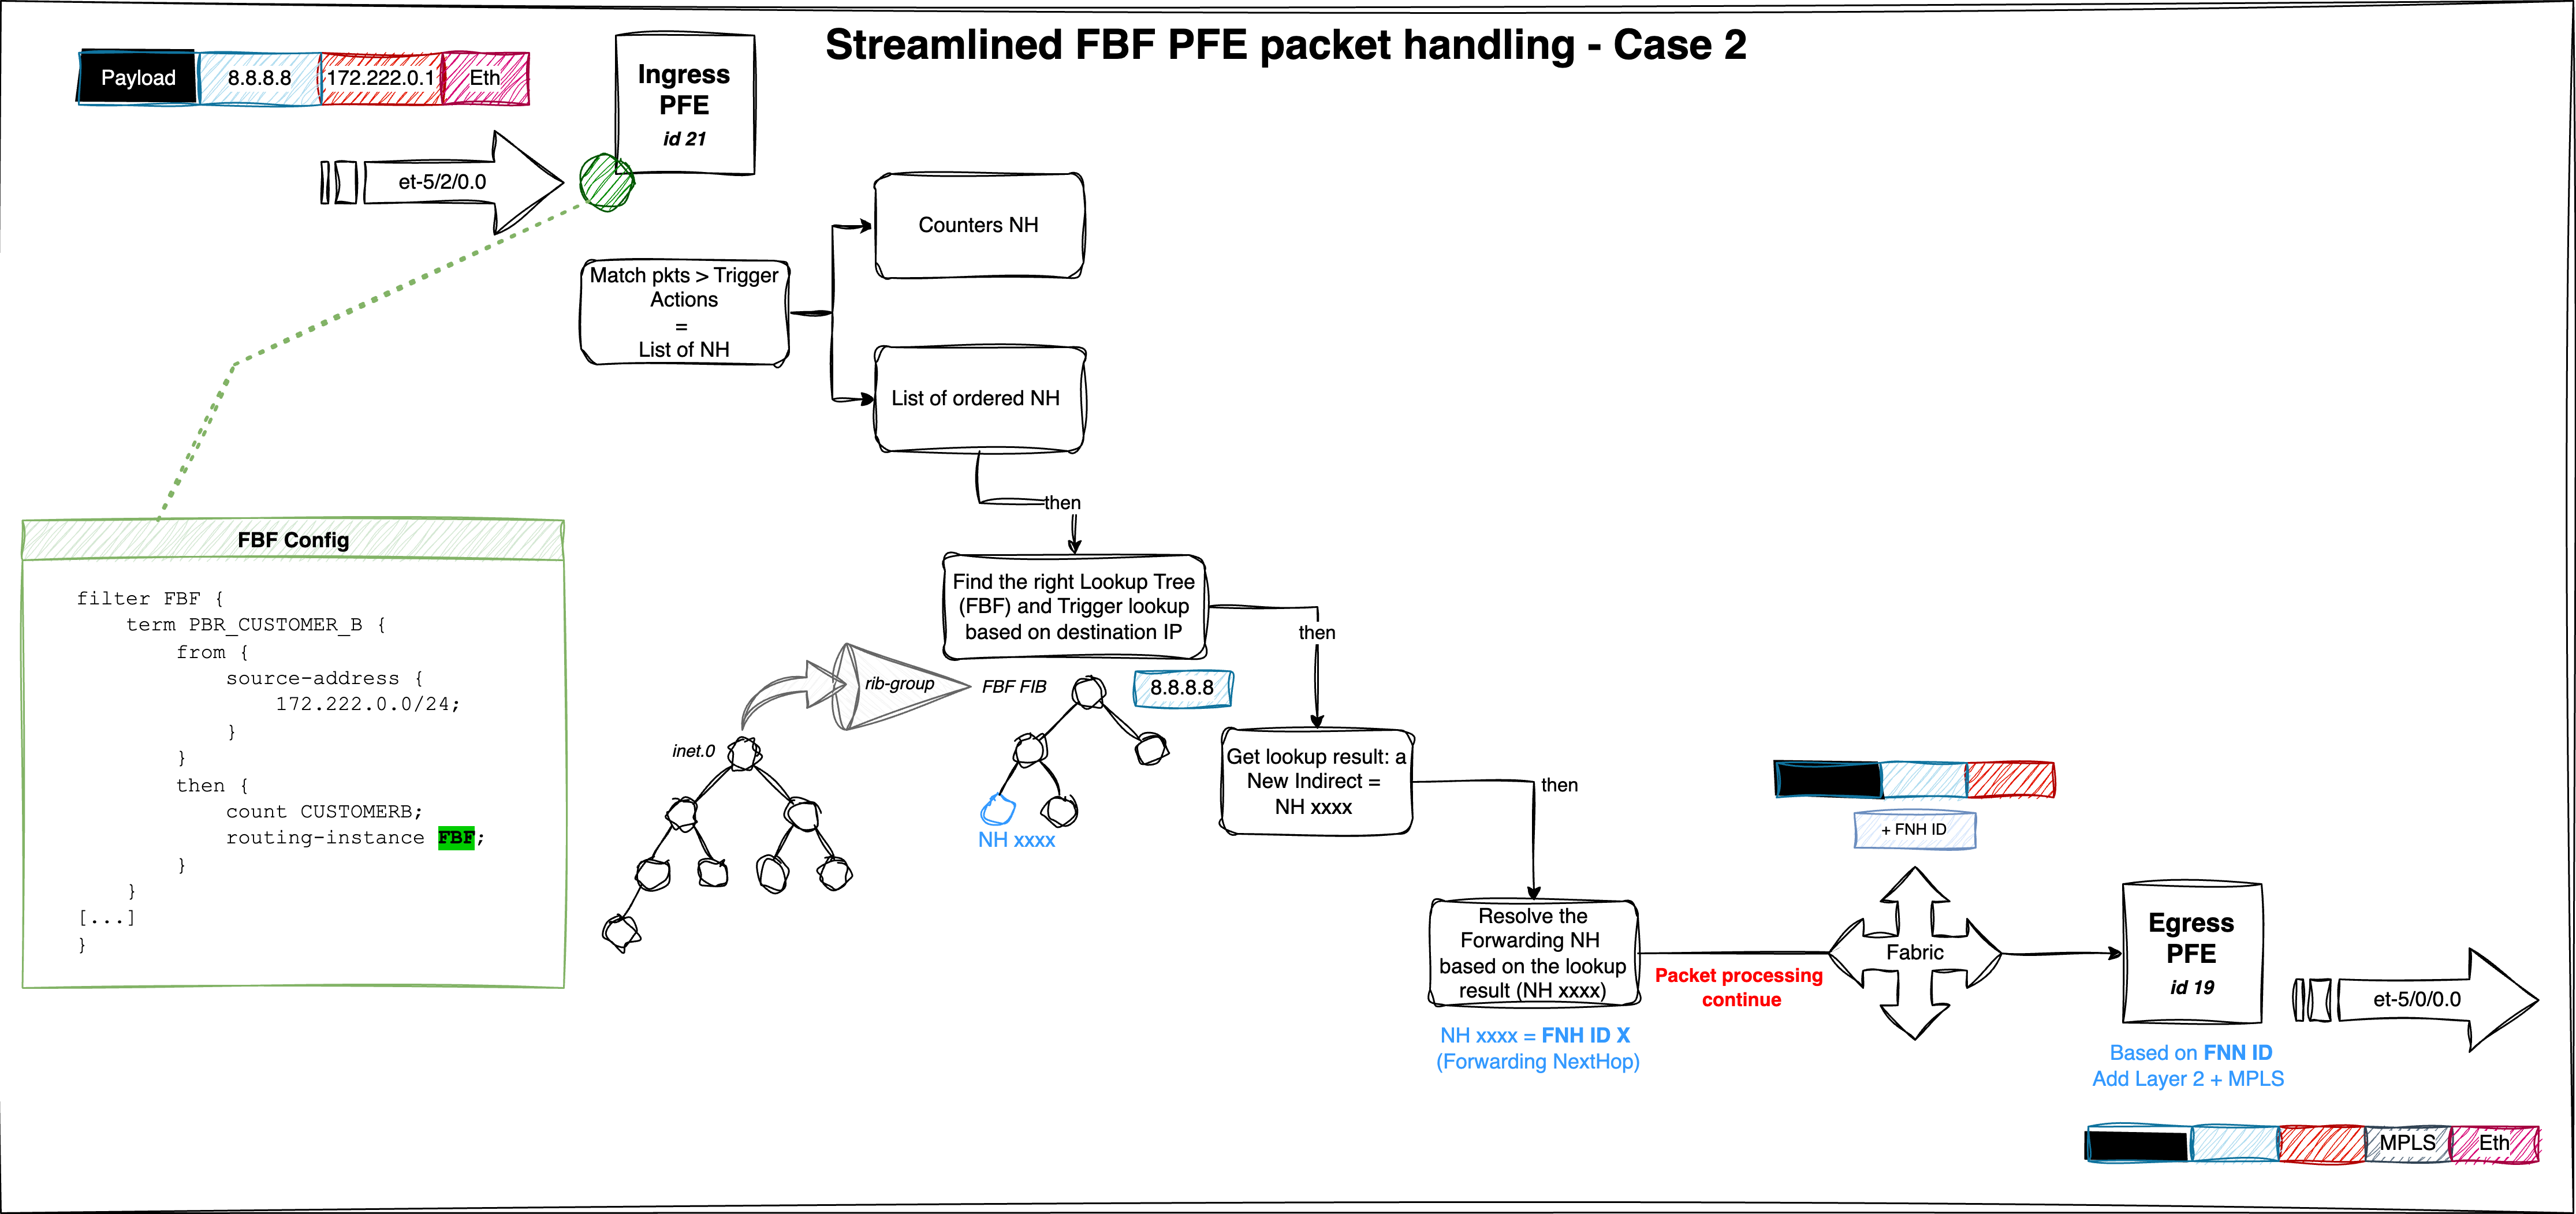 Streamlined FBF PFE packet handling - Case 2
Payload
8.8.8.8
172.222.0.1
Eth
Ingress
PFE
id 21
et-5/2/0.0
Counters NH
Match pkts > Trigger
Actions
=
List of NH
List of ordered NH
then
FBF Config
filter FBF {
term PBR_CUSTOMER_B {
from {
source-address {
172.222.0.0/24;
}
}
then {
count CUSTOMERB;
routing-instance FBF;
}
}
[...]
}
Find the right Lookup Tree
(FBF) and Trigger lookup
based on destination IP
then
rib-group
FBF FIB
8.8.8.8
inet.0
NH xxxx
Get lookup result: a
New Indirect =
NH xxxx
then
+ FNH ID
Resolve the
Forwarding NH
based on the lookup
result (NH xxxx)
Packet processing
continue
Fabric
Egress
PFE
id 19
et-5/0/0.0
NH xxxx = FNH ID X
(Forwarding NextHop)
Based on FNN ID
Add Layer 2 + MPLS
MPLS
Eth